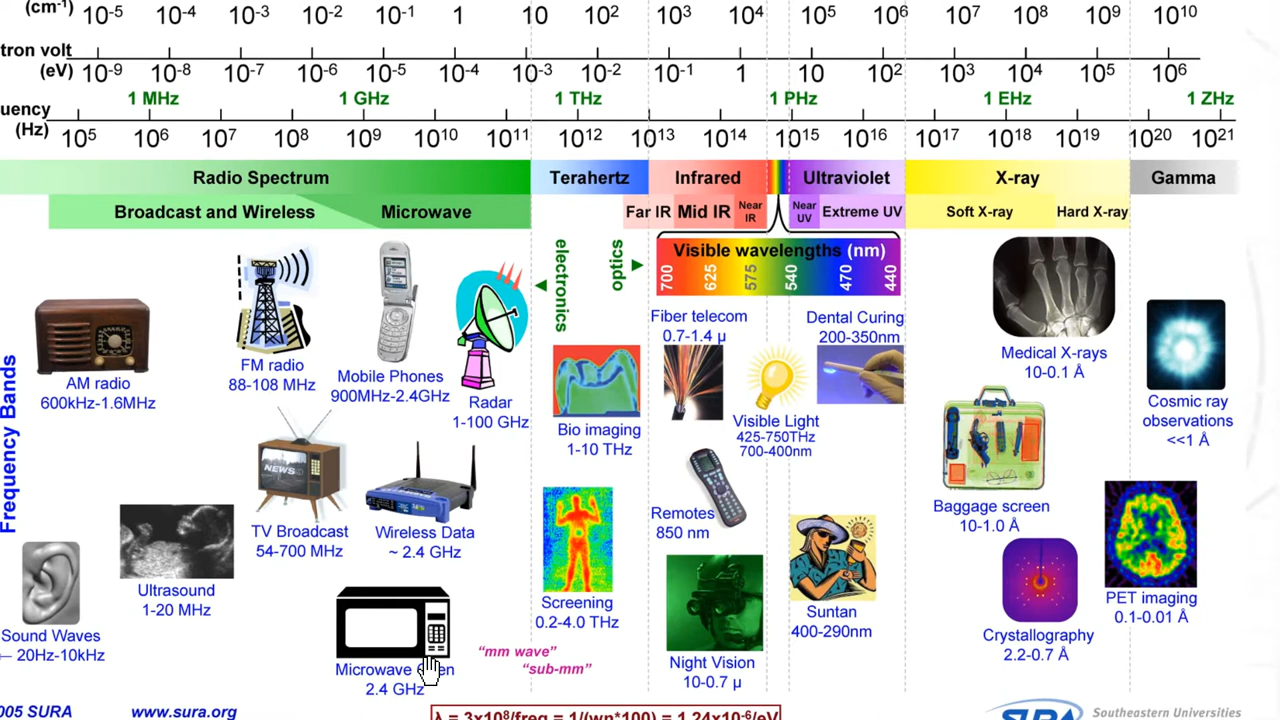 (cm⁻¹) 10⁻⁵ 10⁻⁴ 10⁻³ 10⁻² 10⁻¹ 1 10 10² 10³ 10⁴ 10⁵ 10⁶ 10⁷ 10⁸ 10⁹ 10¹⁰
tron volt
(eV) 10⁻⁹ 10⁻⁸ 10⁻⁷ 10⁻⁶ 10⁻⁵ 10⁻⁴ 10⁻³ 10⁻² 10⁻¹ 1 10 10² 10³ 10⁴ 10⁵ 10⁶
1 MHz 1 GHz 1 THz 1 PHz 1 EHz 1 ZHz
uency
(Hz) 10⁵ 10⁶ 10⁷ 10⁸ 10⁹ 10¹⁰ 10¹¹ 10¹² 10¹³ 10¹⁴ 10¹⁵ 10¹⁶ 10¹⁷ 10¹⁸ 10¹⁹ 10²⁰ 10²¹
Radio Spectrum Terahertz Infrared Ultraviolet X-ray Gamma
Broadcast and Wireless Microwave Far IR Mid IR Near IR Near UV Extreme UV Soft X-ray Hard X-ray
electronics
optics
Visible wavelengths (nm)
700 625 575 540 470 440
Frequency Bands
AM radio
600kHz-1.6MHz
FM radio
88-108 MHz
Mobile Phones
900MHz-2.4GHz
Radar
1-100 GHz
Bio imaging
1-10 THz
Fiber telecom
0.7-1.4 µ
Visible Light
425-750THz
700-400nm
Dental Curing
200-350nm
Medical X-rays
10-0.1 Å
Cosmic ray
observations
<<1 Å
Sound Waves
20Hz-10kHz
Ultrasound
1-20 MHz
NEWS
TV Broadcast
54-700 MHz
Wireless Data
~ 2.4 GHz
Microwave
2.4 GHz
"mm wave"
"sub-mm"
Screening
0.2-4.0 THz
Remotes
850 nm
Night Vision
10-0.7 µ
Suntan
400-290nm
Baggage screen
10-1.0 Å
Crystallography
2.2-0.7 Å
PET imaging
0.1-0.01 Å
005 SURA www.sura.org
λ = 3x10⁸/freq = 1/(wn*100) = 1.24x10⁻⁶/eV
SURA Southeastern Universities